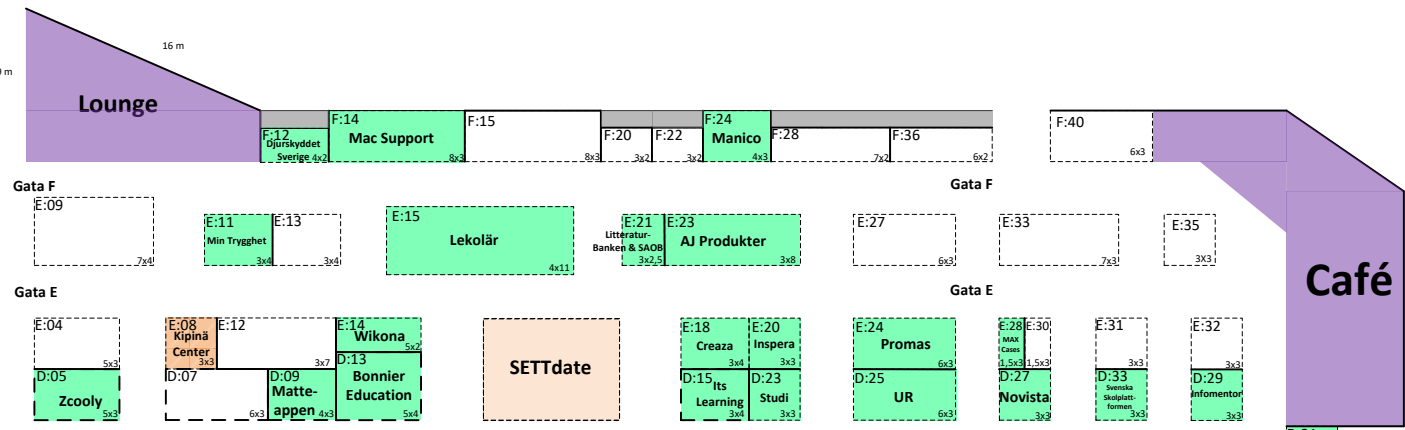 16 m
9 m
Lounge
F:12
Djurskyddet
Sverige 4x2
F:14
Mac Support
8x3
F:15
8x3
F:20
3x2
F:22
3x2
F:24
Manico
4x3
F:28
7x2
F:36
6x2
F:40
6x3
Gata F
Gata F
E:09
7x4
E:11
Min Trygghet
3x4
E:13
3x4
E:15
Lekolär
4x11
E:21
Litteratur-
Banken & SAOB
3x2,5
E:23
AJ Produkter
3x8
E:27
6x3
E:33
7x3
E:35
3X3
Café
Gata E
Gata E
E:04
5x3
E:08
Kipinä
Center
3x3
E:12
3x7
E:14
Wikona
5x2
SETTdate
E:18
Creaza
3x4
E:20
Inspera
3x3
E:24
Promas
6x3
E:28
MAX
Cases
1,5x3
E:30
1,5x3
E:31
3x3
E:32
3x3
D:05
Zcooly
5x3
D:07
6x3
D:09
Matte-
appen 4x3
D:13
Bonnier
Education
5x4
D:15
Its
Learning
3x4
D:23
Studi
3x3
D:25
UR
6x3
D:27
Novista
3x3
D:33
Svenska
Skolplatt-
formen
3x3
D:29
Infomentor
3x3